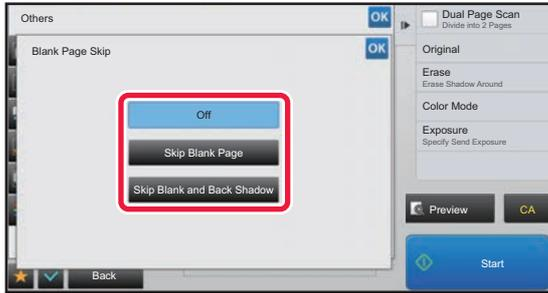 Others
OK
Blank Page Skip
OK
Off
Skip Blank Page
Skip Blank and Back Shadow
Back
Dual Page Scan
Divide into 2 Pages
Original
Erase
Erase Shadow Around
Color Mode
Exposure
Specify Send Exposure
Preview
CA
Start